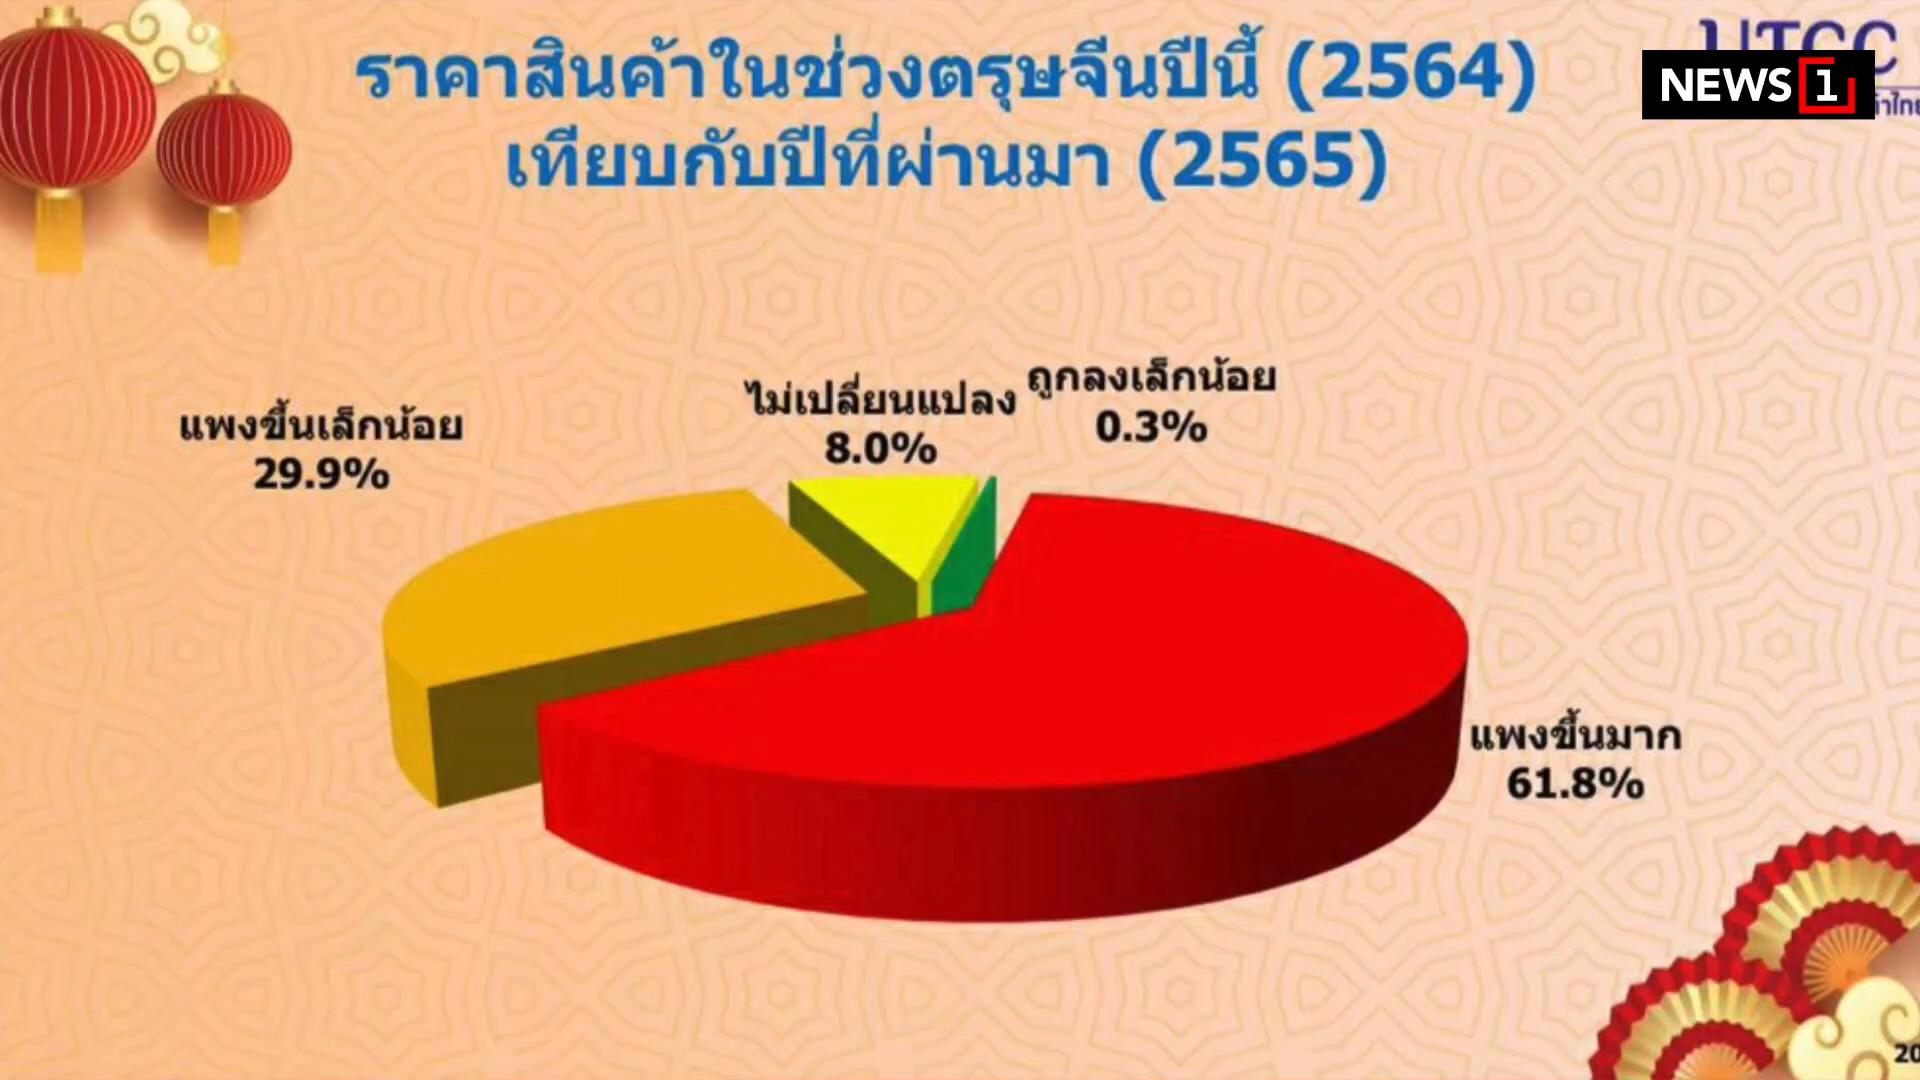 ราคาสินค้าในช่วงตรุษจีนปีนี้ (2564)
เทียบกับปีที่ผ่านมา (2565)
UTCC
NEWS 1
แพงขึ้นเล็กน้อย
29.9%
ไม่เปลี่ยนแปลง
8.0%
ถูกลงเล็กน้อย
0.3%
แพงขึ้นมาก
61.8%
20